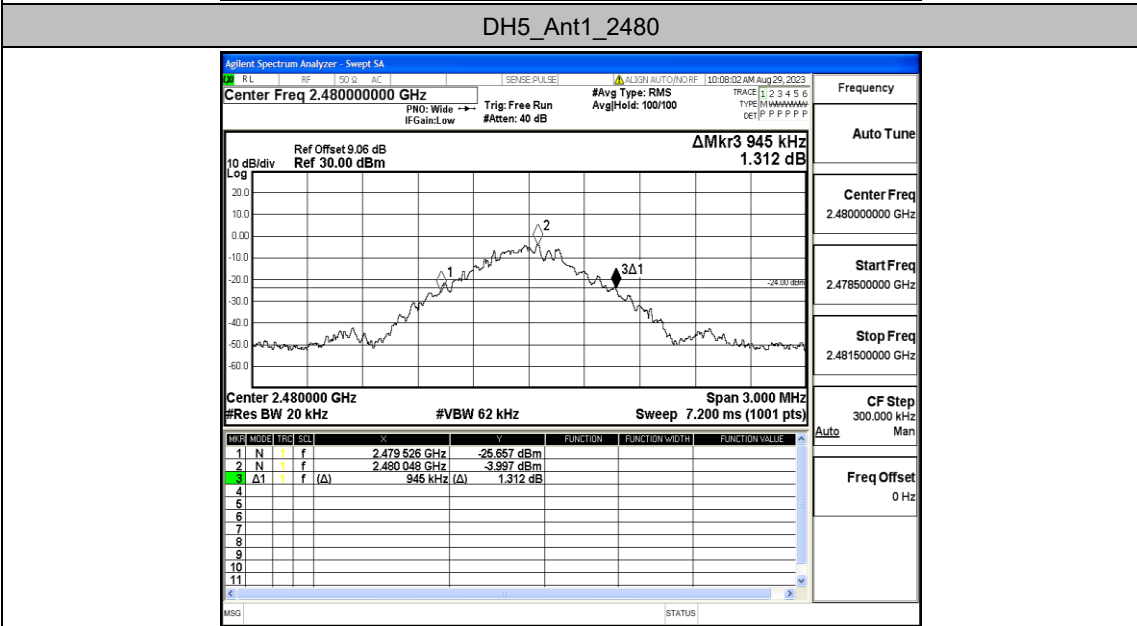 DH5_Ant1_2480
Agilent Spectrum Analyzer - Swept SA
LXI RL RF 50 Ω AC SENSE:PULSE ALIGN AUTO/NO RF 10:08:02 AM Aug 29, 2023
Center Freq 2.480000000 GHz
PNO: Wide
IFGain:Low
Trig: Free Run
#Atten: 40 dB
#Avg Type: RMS
Avg|Hold: 100/100
TRACE 1 2 3 4 5 6
TYPE M WWWWW
DET P P P P P P
Frequency
Auto Tune
Center Freq
2.480000000 GHz
Start Freq
2.478500000 GHz
Stop Freq
2.481500000 GHz
CF Step
300.000 kHz
Auto Man
Freq Offset
0 Hz
ΔMkr3 945 kHz
1.312 dB
Ref Offset 9.06 dB
10 dB/div Ref 30.00 dBm
Log
20.0
10.0
0.00
-10.0
-20.0
-30.0
-40.0
-50.0
-60.0
1
2
3Δ1
-24.00 dBm
Center 2.480000 GHz Span 3.000 MHz
#Res BW 20 kHz #VBW 62 kHz Sweep 7.200 ms (1001 pts)
MKR MODE TRC SCL X Y FUNCTION FUNCTION WIDTH FUNCTION VALUE
1 N 1 f 2.479 526 GHz -25.657 dBm
2 N 1 f 2.480 048 GHz -3.997 dBm
3 Δ1 1 f (Δ) 945 kHz (Δ) 1.312 dB
4
5
6
7
8
9
10
11
MSG STATUS